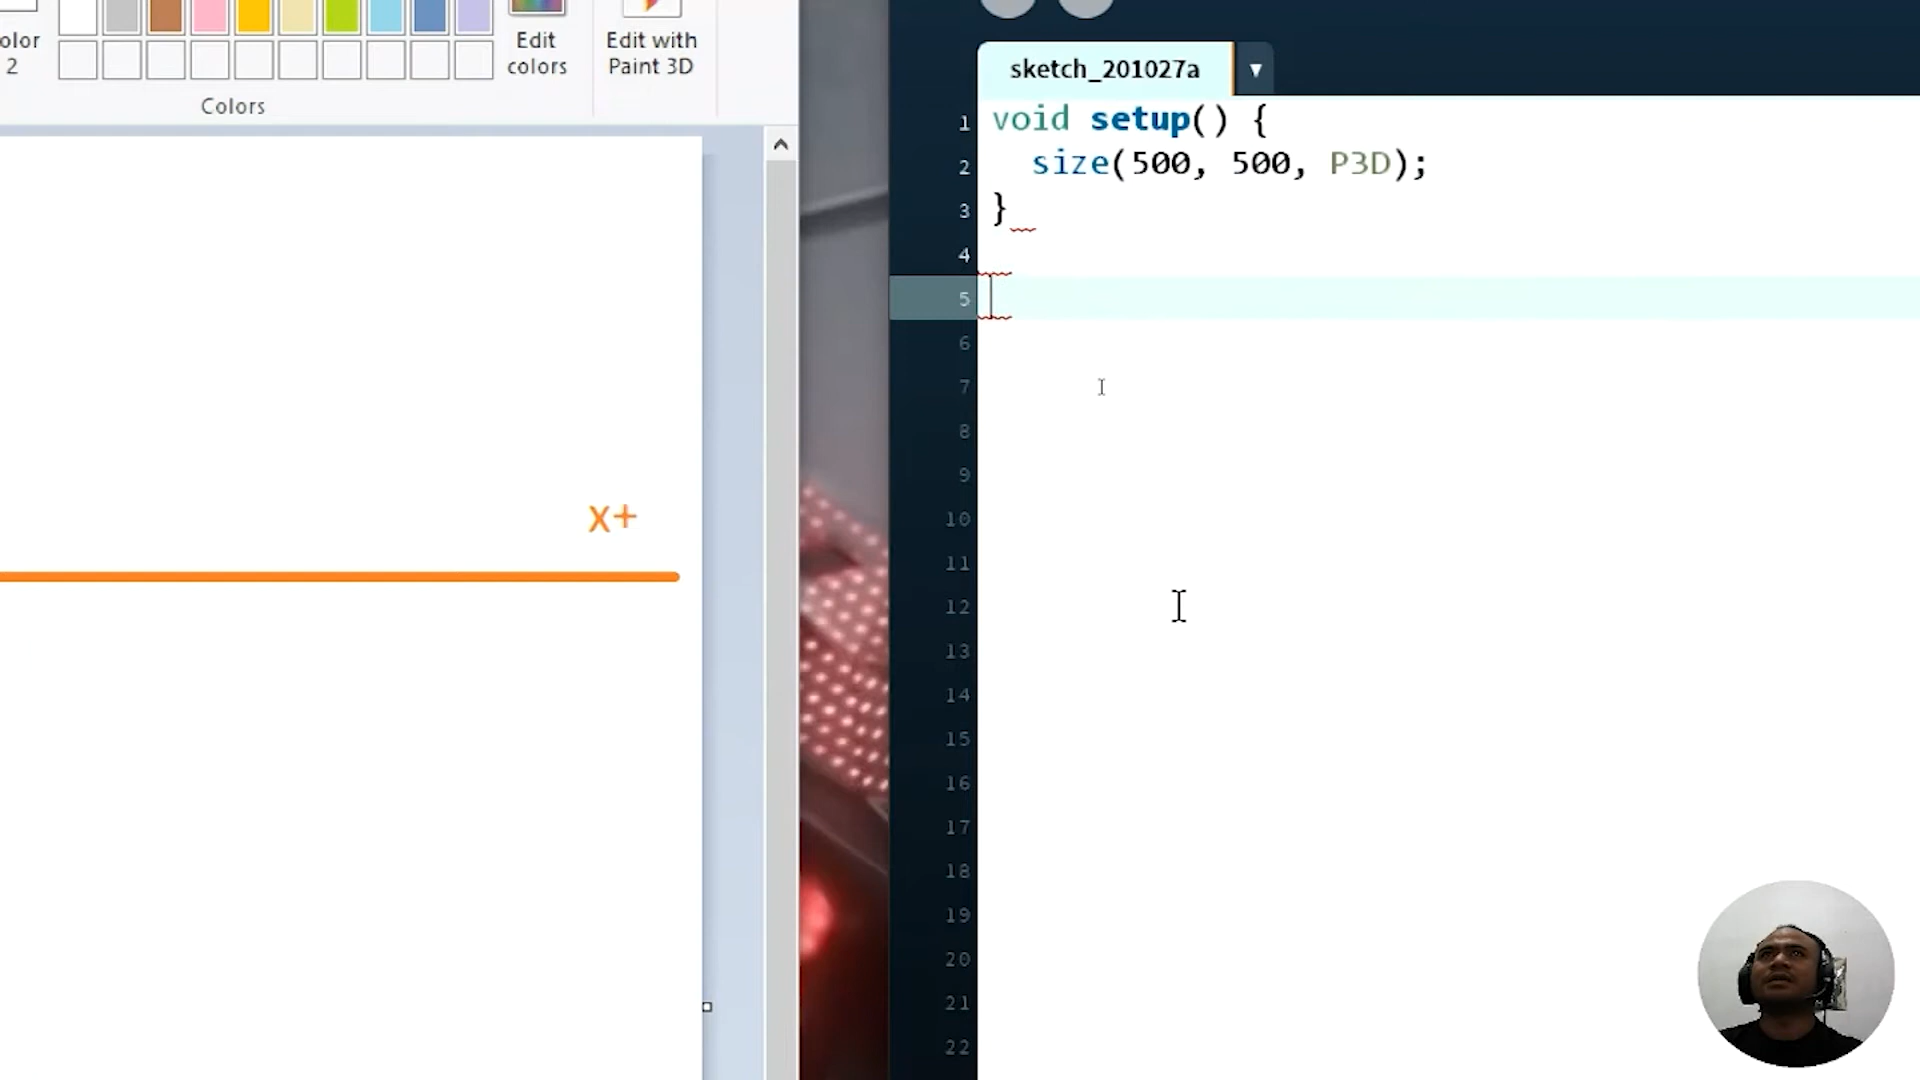 olor
2
Edit
colors
Edit with
Paint 3D
Colors
x+
sketch_201027a
▼
1 void setup() {
2 size(500, 500, P3D);
3 }
4
5
6
7
8
9
10
11
12
13
14
15
16
17
18
19
20
21
22